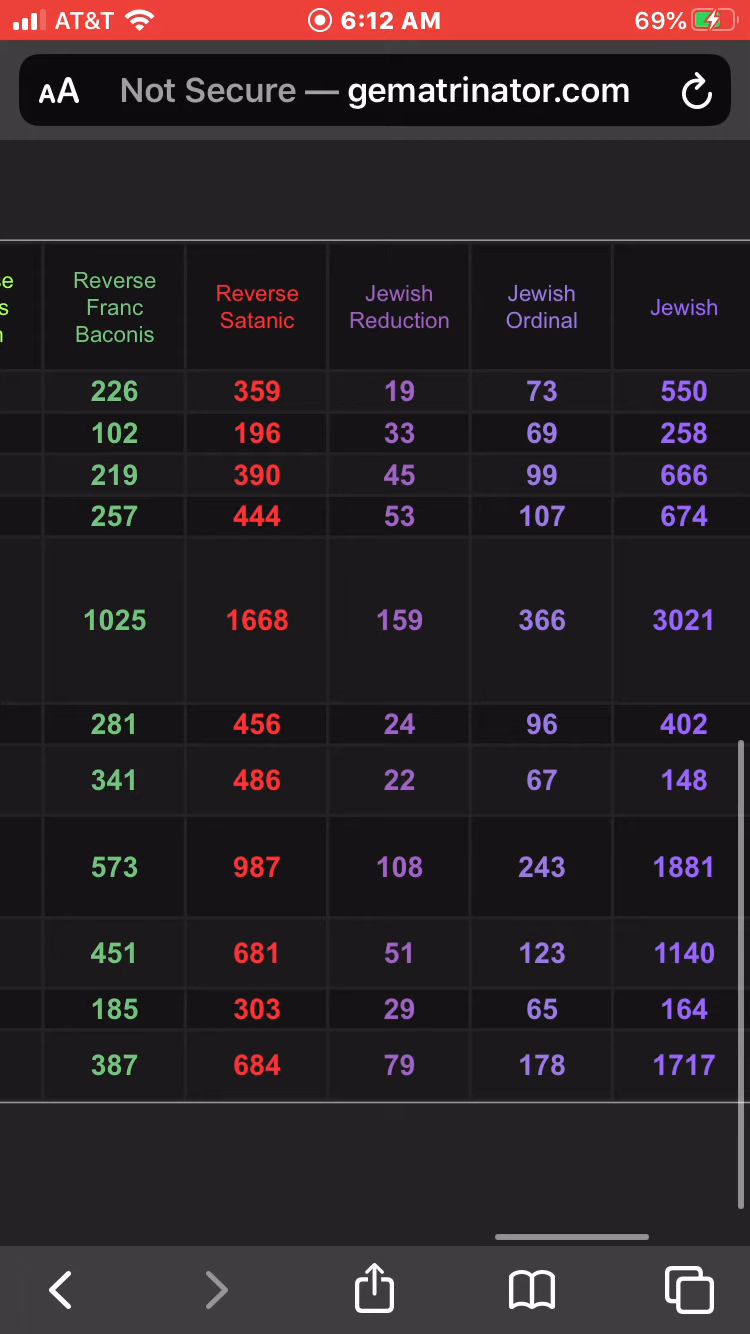 AT&T 6:12 AM 69%
AA Not Secure — gematrinator.com
e
s Reverse Franc Baconis Reverse Satanic Jewish Reduction Jewish Ordinal Jewish
226 359 19 73 550
102 196 33 69 258
219 390 45 99 666
257 444 53 107 674
1025 1668 159 366 3021
281 456 24 96 402
341 486 22 67 148
573 987 108 243 1881
451 681 51 123 1140
185 303 29 65 164
387 684 79 178 1717